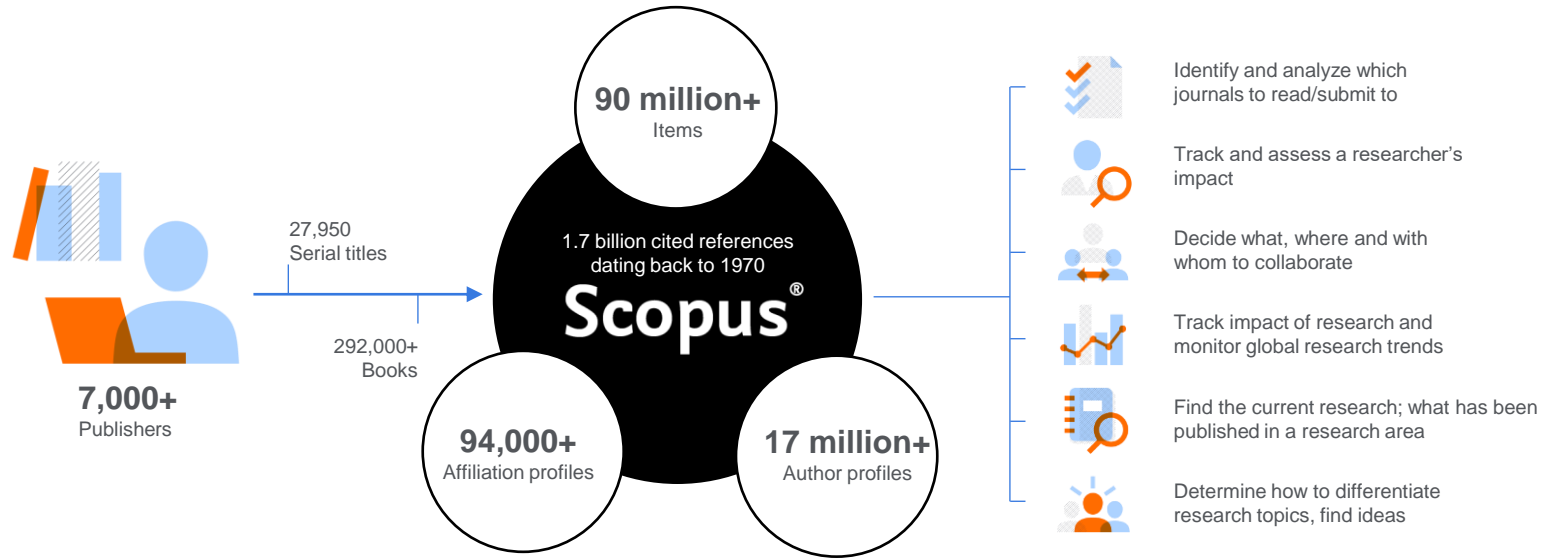 7,000+
Publishers
27,950
Serial titles
292,000+
Books
90 million+
Items
1.7 billion cited references
dating back to 1970
Scopus®
94,000+
Affiliation profiles
17 million+
Author profiles
Identify and analyze which
journals to read/submit to
Track and assess a researcher’s
impact
Decide what, where and with
whom to collaborate
Track impact of research and
monitor global research trends
Find the current research; what has been
published in a research area
Determine how to differentiate
research topics, find ideas